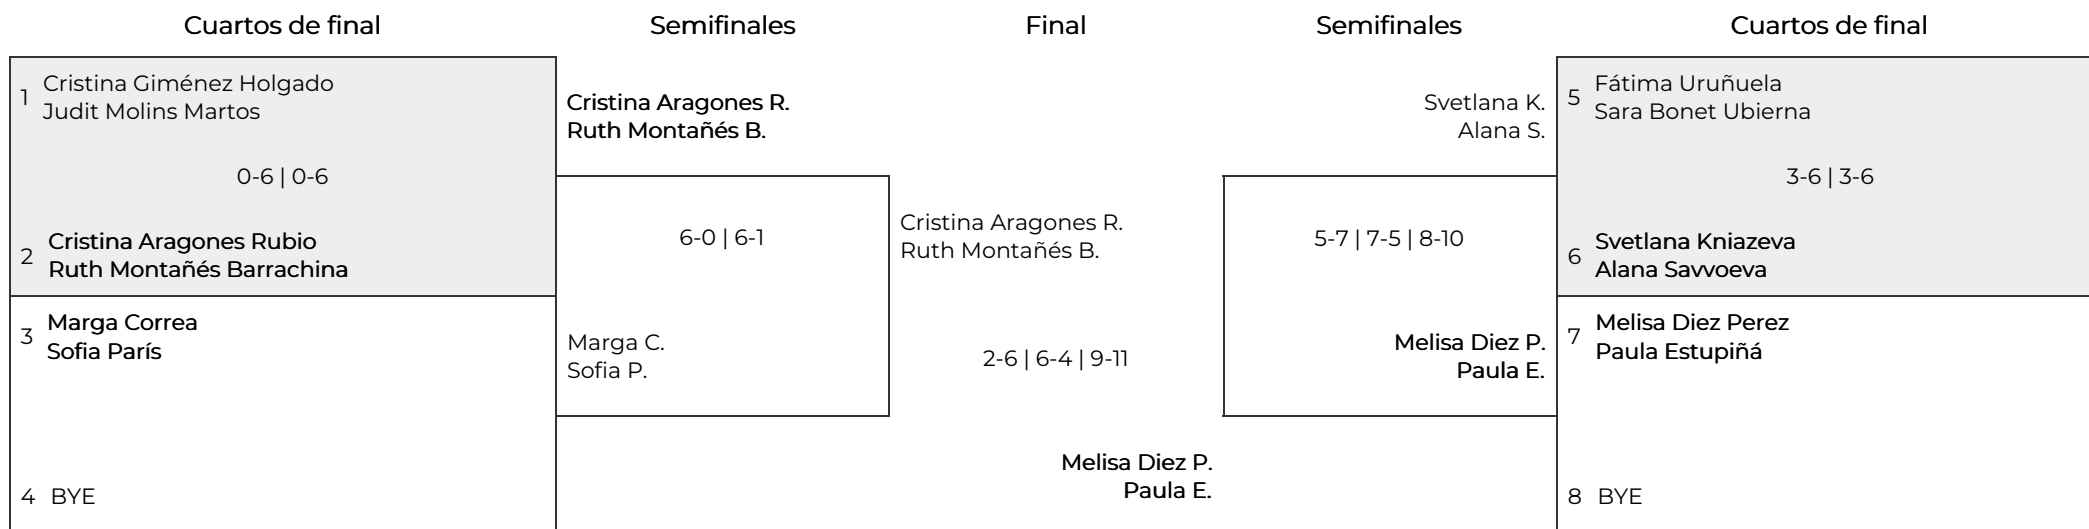 Cuartos de final
Semifinales
Final
Semifinales
Cuartos de final
1
Cristina Giménez Holgado
Judit Molins Martos
0-6 | 0-6
2
Cristina Aragones Rubio
Ruth Montañés Barrachina
3
Marga Correa
Sofia París
4 BYE
Cristina Aragones R.
Ruth Montañés B.
6-0 | 6-1
Marga C.
Sofia P.
Cristina Aragones R.
Ruth Montañés B.
2-6 | 6-4 | 9-11
Melisa Diez P.
Paula E.
Svetlana K.
Alana S.
5-7 | 7-5 | 8-10
Melisa Diez P.
Paula E.
5
Fátima Uruñuela
Sara Bonet Ubierna
3-6 | 3-6
6
Svetlana Kniazeva
Alana Savvoeva
7
Melisa Diez Perez
Paula Estupiñá
8 BYE